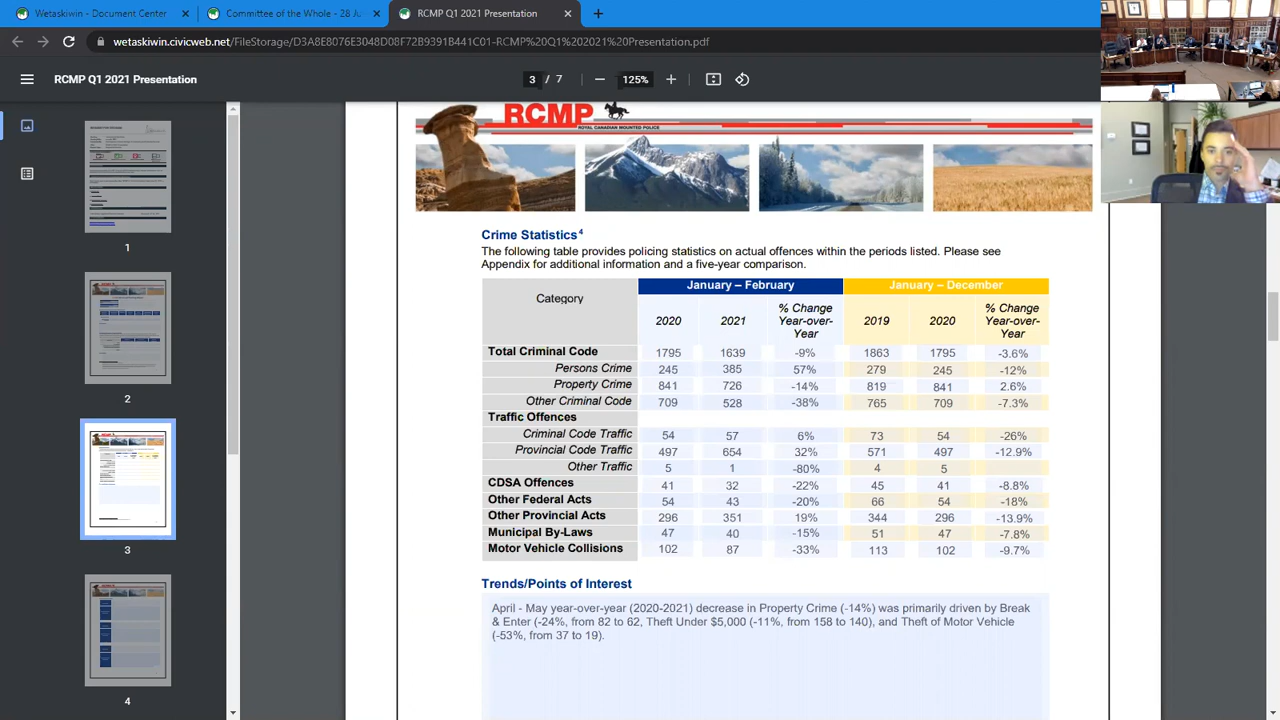 Wetaskiwin - Document Center
Committee of the Whole - 28 Ju
RCMP Q1 2021 Presentation
wetaskiwin.civicweb.net/FileStorage/D3A8E8076E3048D08F72B9391B441C01-RCMP%20Q1%202021%20Presentation.pdf
RCMP Q1 2021 Presentation
3 / 7
125%
1
2
3
4
RCMP
ROYAL CANADIAN MOUNTED POLICE
Crime Statistics4
The following table provides policing statistics on actual offences within the periods listed. Please see
Appendix for additional information and a five-year comparison.
Category January – February January – December
2020 2021 % Change Year-over-Year 2019 2020 % Change Year-over-Year
Total Criminal Code 1795 1639 -9% 1863 1795 -3.6%
Persons Crime 245 385 57% 279 245 -12%
Property Crime 841 726 -14% 819 841 2.6%
Other Criminal Code 709 528 -38% 765 709 -7.3%
Traffic Offences
Criminal Code Traffic 54 57 6% 73 54 -26%
Provincial Code Traffic 497 654 32% 571 497 -12.9%
Other Traffic 5 1 -80% 4 5
CDSA Offences 41 32 -22% 45 41 -8.8%
Other Federal Acts 54 43 -20% 66 54 -18%
Other Provincial Acts 296 351 19% 344 296 -13.9%
Municipal By-Laws 47 40 -15% 51 47 -7.8%
Motor Vehicle Collisions 102 87 -33% 113 102 -9.7%
Trends/Points of Interest
April - May year-over-year (2020-2021) decrease in Property Crime (-14%) was primarily driven by Break
& Enter (-24%, from 82 to 62, Theft Under $5,000 (-11%, from 158 to 140), and Theft of Motor Vehicle
(-53%, from 37 to 19).